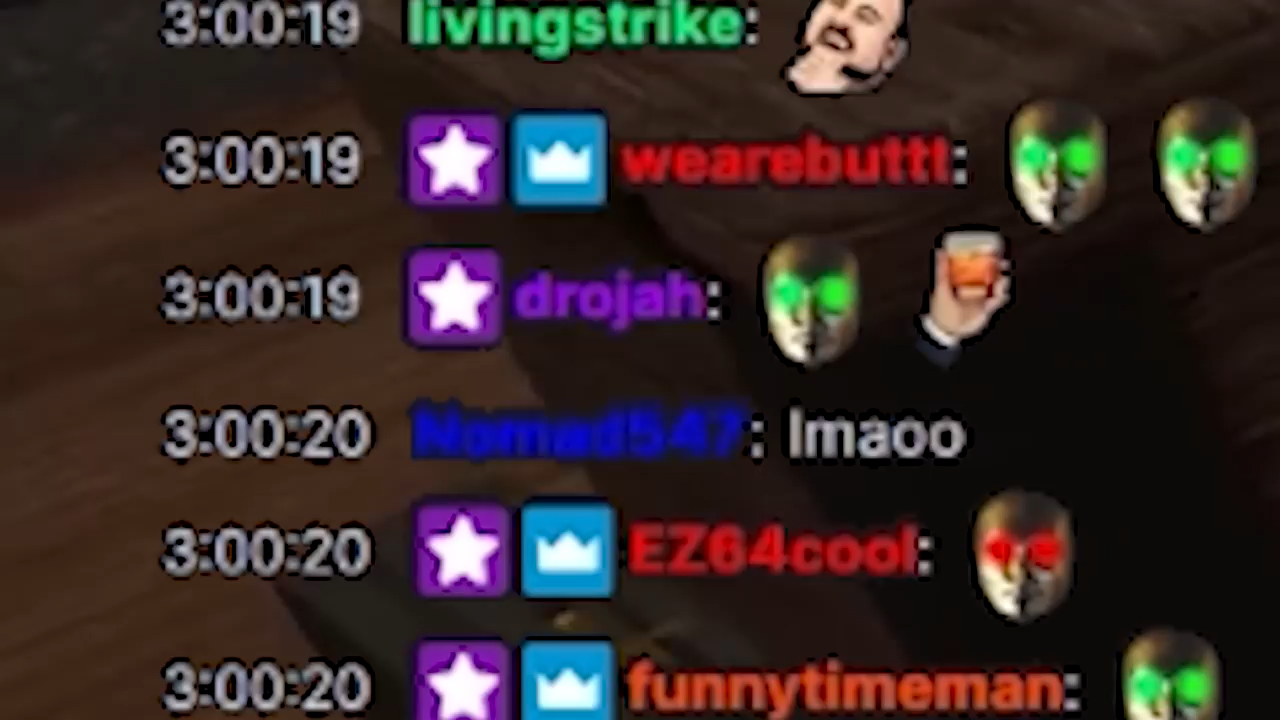 3:00:19 livingstrike:
3:00:19 wearebuttt:
3:00:19 drojah:
3:00:20 Nomad547: lmaoo
3:00:20 EZ64cool:
3:00:20 funnytimeman: